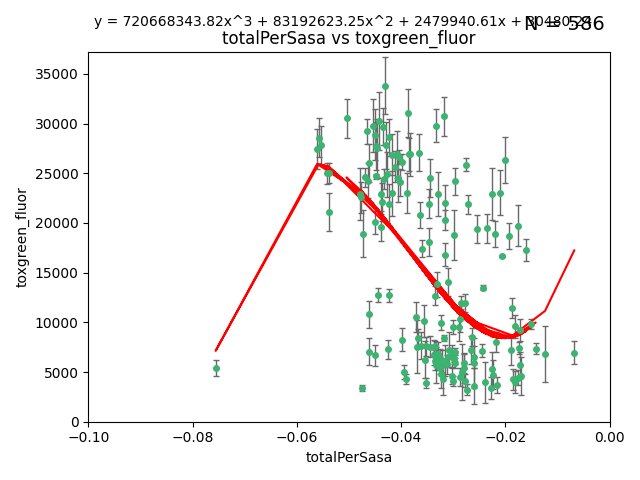 y = 720668343.82x^3 + 83192623.25x^2 + 2479940.61x +
N = 586
totalPerSasa vs toxgreen_fluor
toxgreen_fluor
35000
30000
25000
20000
15000
10000
5000
0
−0.10
−0.08
−0.06
−0.04
−0.02
0.00
totalPerSasa